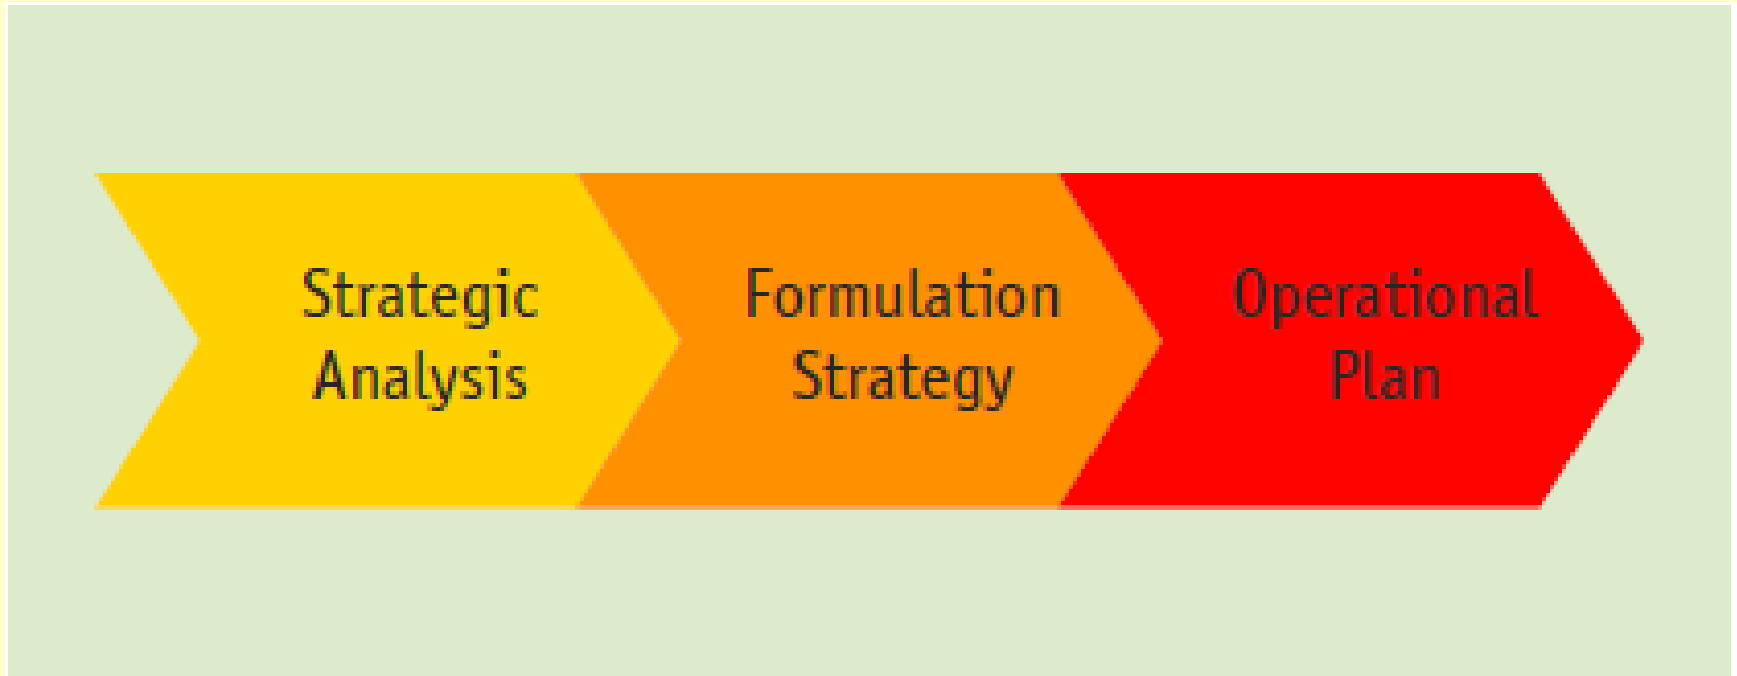 Strategic
Analysis
Formulation
Strategy
Operational
Plan